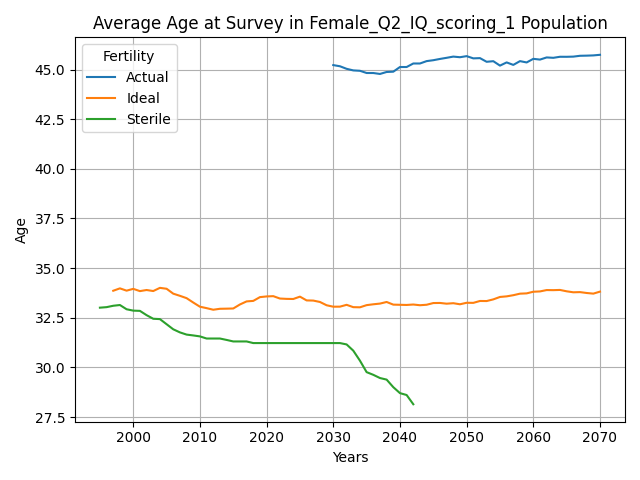 Average Age at Survey in Female_Q2_IQ_scoring_1 Population
Fertility
Actual
Ideal
Sterile
Age
45.0
42.5
40.0
37.5
35.0
32.5
30.0
27.5
2000 2010 2020 2030 2040 2050 2060 2070
Years